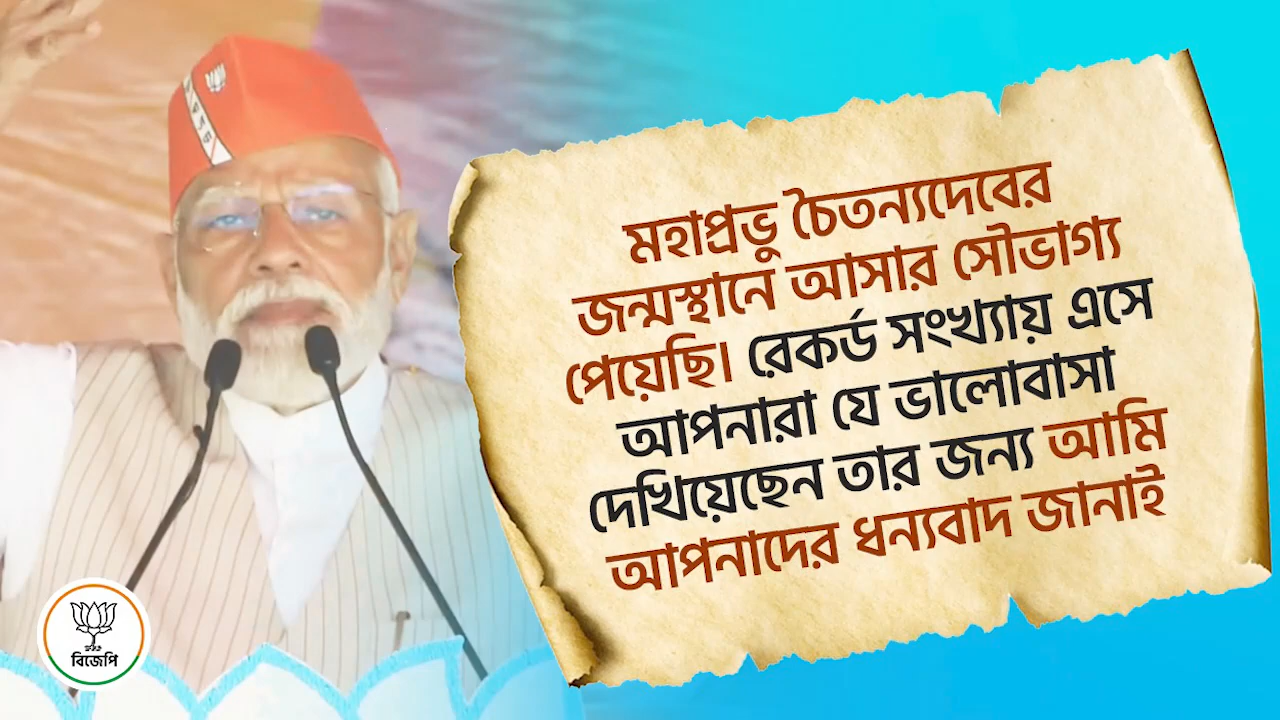 মহাপ্রভু চৈতন্যদেবের
জন্মস্থানে আসার সৌভাগ্য
পেয়েছি। রেকর্ড সংখ্যায় এসে
আপনারা যে ভালোবাসা
দেখিয়েছেন তার জন্য আমি
আপনাদের ধন্যবাদ জানাই
বিজেপি